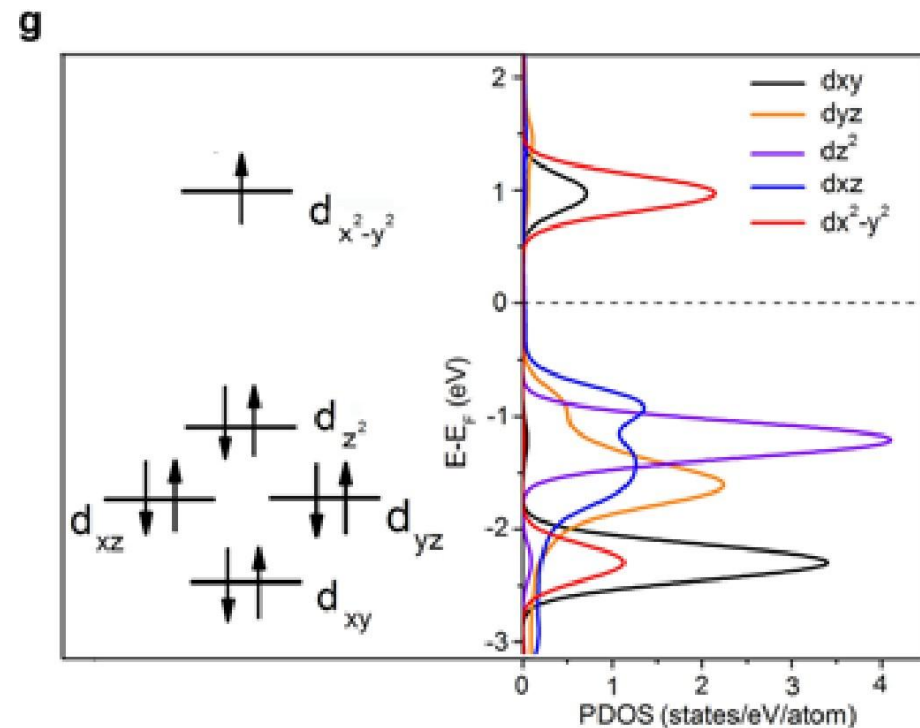 g
2
dxy
dyz
dz²
dxz
dx²-y²
1
d x²-y²
0
E-E_F (eV)
-1
d z²
d xz
d yz
-2
d xy
-3
0 1 2 3 4
PDOS (states/eV/atom)